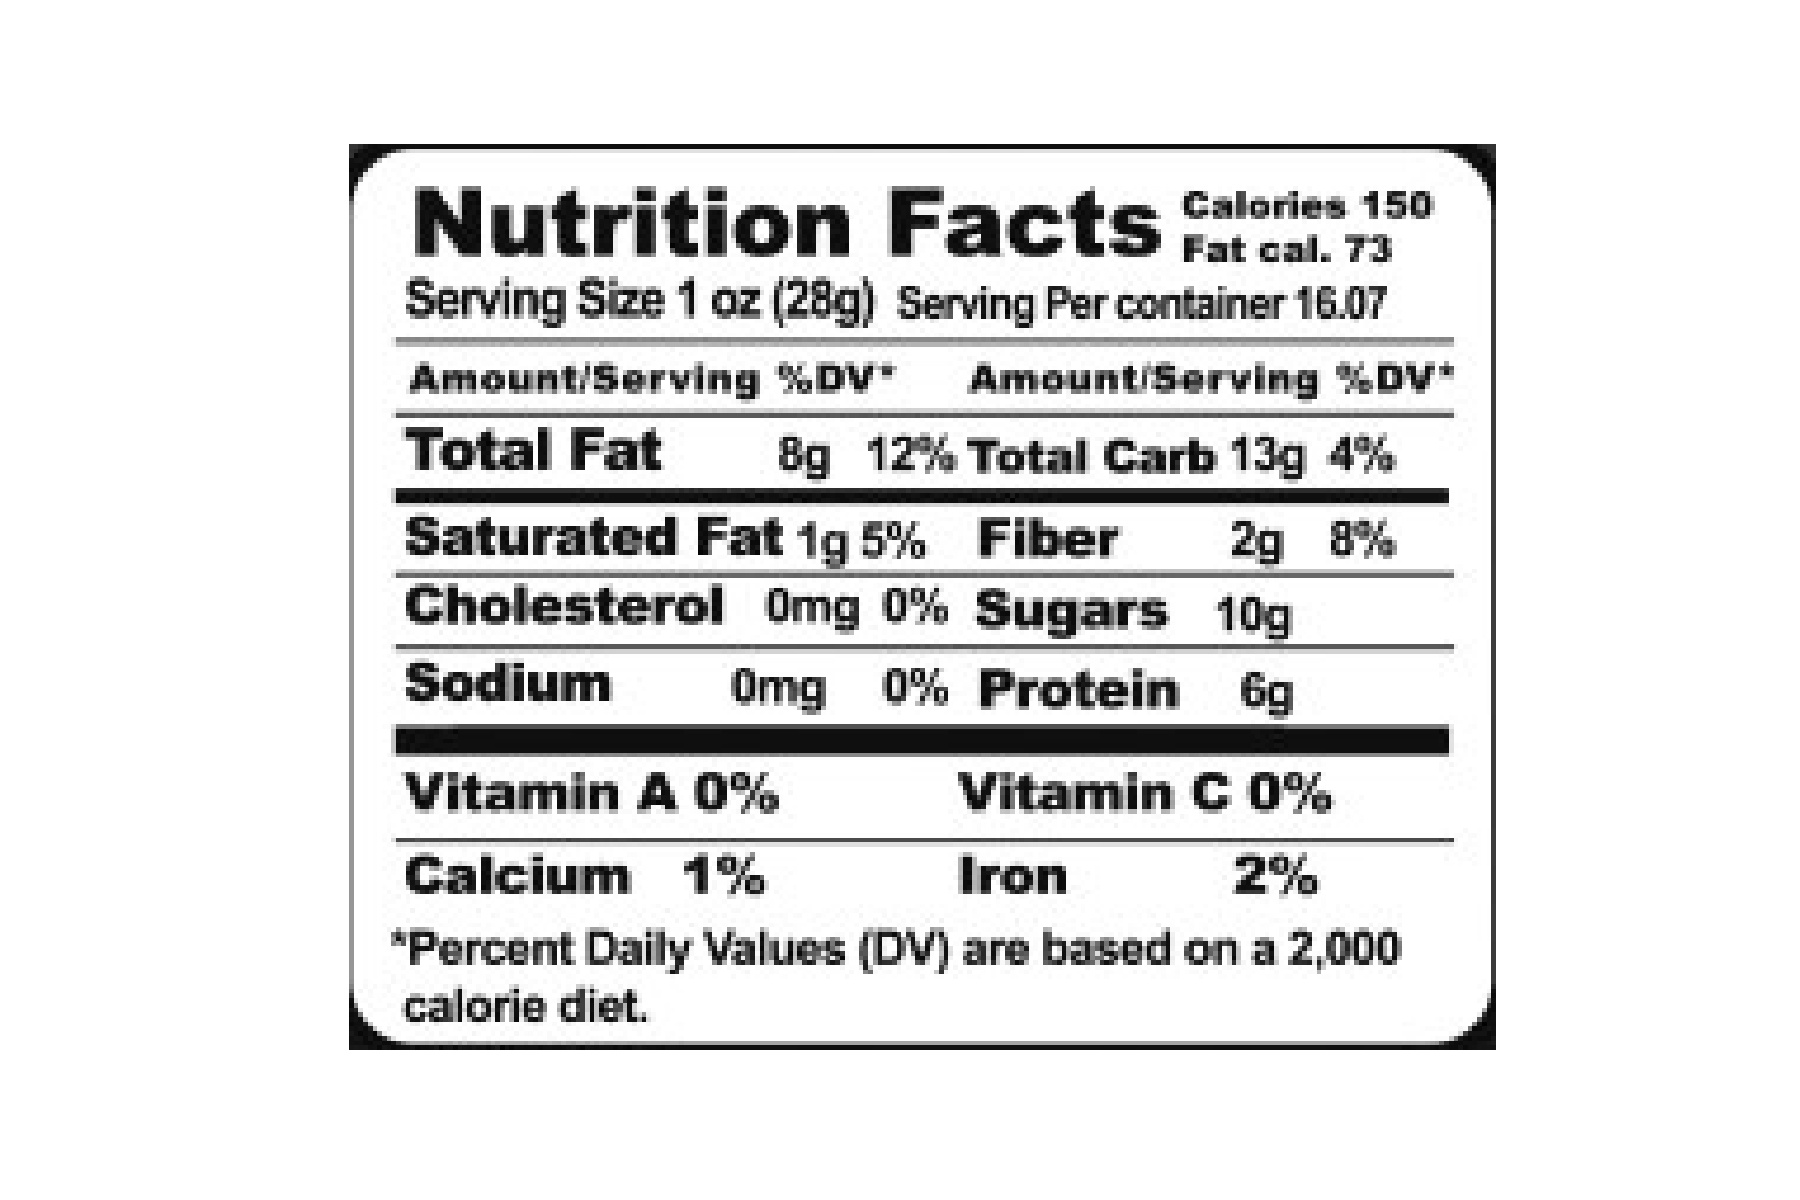 Nutrition Facts Calories 150
Fat cal. 73
Serving Size 1 oz (28g) Serving Per container 16.07
Amount/Serving %DV* Amount/Serving %DV*
Total Fat 8g 12% Total Carb 13g 4%
Saturated Fat 1g 5% Fiber 2g 8%
Cholesterol 0mg 0% Sugars 10g
Sodium 0mg 0% Protein 6g
Vitamin A 0% Vitamin C 0%
Calcium 1% Iron 2%
*Percent Daily Values (DV) are based on a 2,000
calorie diet.